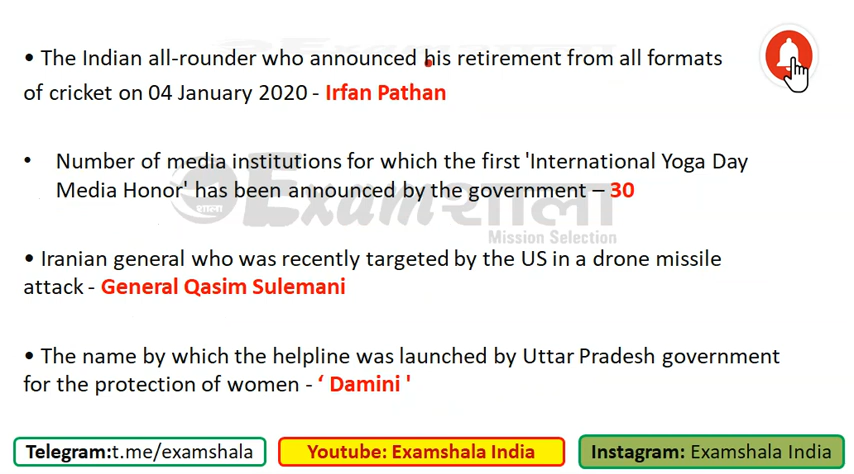 • The Indian all-rounder who announced his retirement from all formats
of cricket on 04 January 2020 - Irfan Pathan
• Number of media institutions for which the first 'International Yoga Day
Media Honor' has been announced by the government – 30
Examशाला
शाला
Mission Selection
• Iranian general who was recently targeted by the US in a drone missile
attack - General Qasim Sulemani
• The name by which the helpline was launched by Uttar Pradesh government
for the protection of women - ‘ Damini '
Telegram:t.me/examshala
Youtube: Examshala India
Instagram: Examshala India